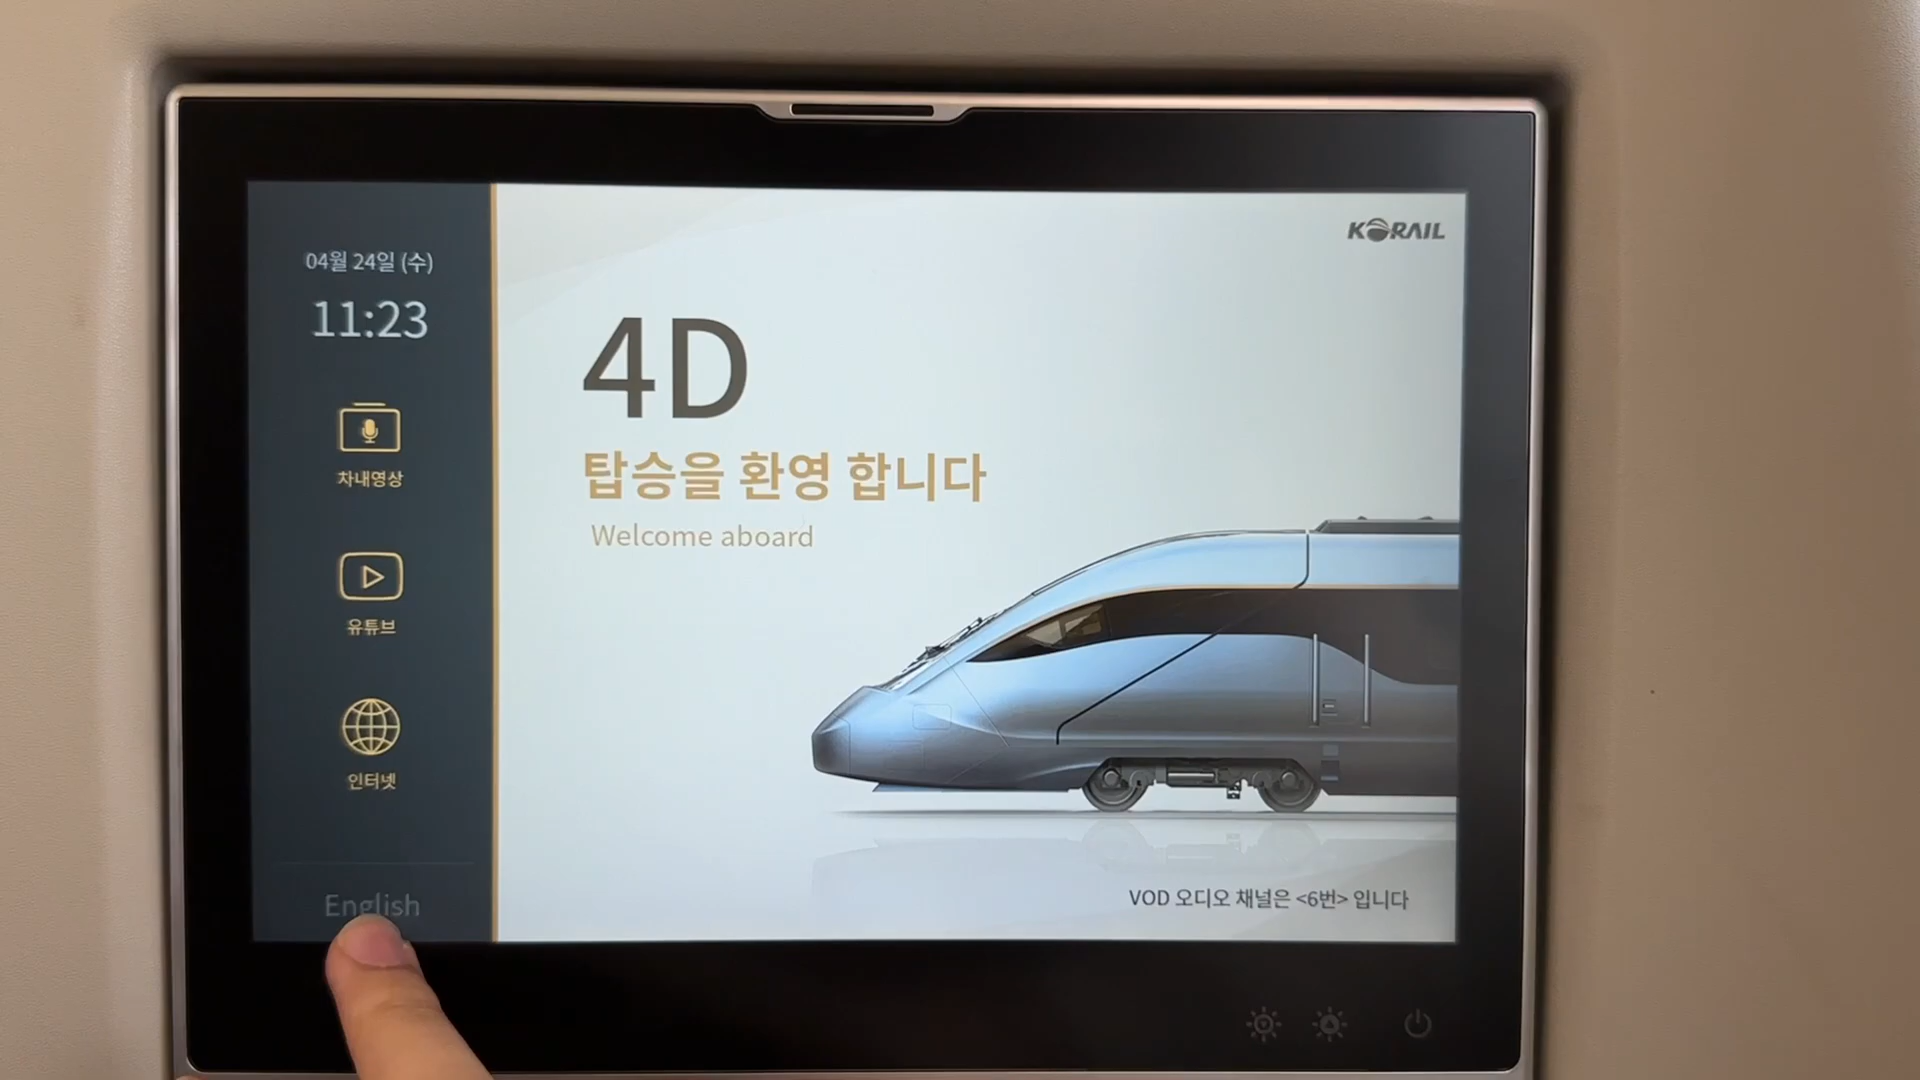 04월 24일 (수)
11:23
차내영상
유튜브
인터넷
English
KORAIL
4D
탑승을 환영 합니다
Welcome aboard
VOD 오디오 채널은 <6번> 입니다